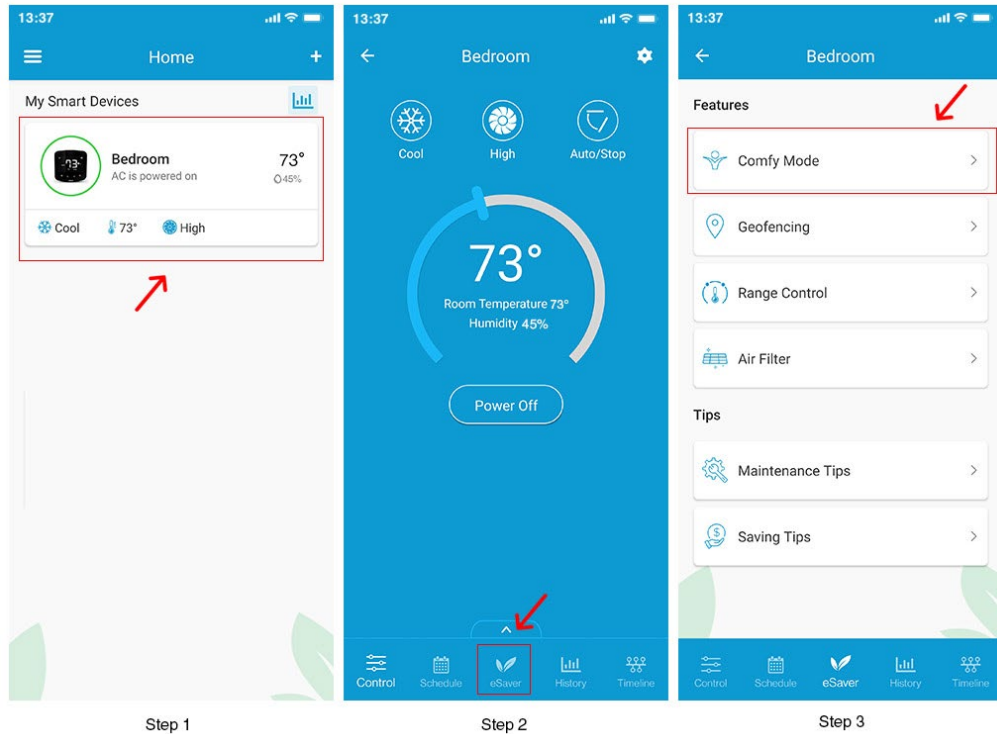 13:37
Home
+
My Smart Devices
73°
Bedroom
AC is powered on
73°
45%
Cool
73°
High
Step 1
13:37
Bedroom
Cool
High
Auto/Stop
73°
Room Temperature 73°
Humidity 45%
Power Off
Control
Schedule
eSaver
History
Timeline
Step 2
13:37
Bedroom
Features
Comfy Mode
Geofencing
Range Control
Air Filter
Tips
Maintenance Tips
$
Saving Tips
Control
Schedule
eSaver
History
Timeline
Step 3